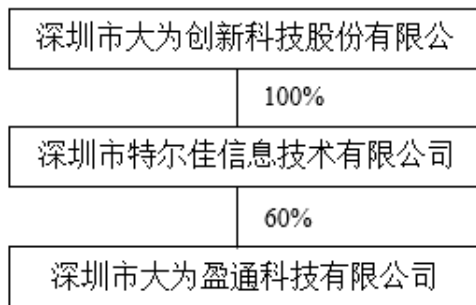 深圳市大为创新科技股份有限公
100%
深圳市特尔佳信息技术有限公司
60%
深圳市大为盈通科技有限公司